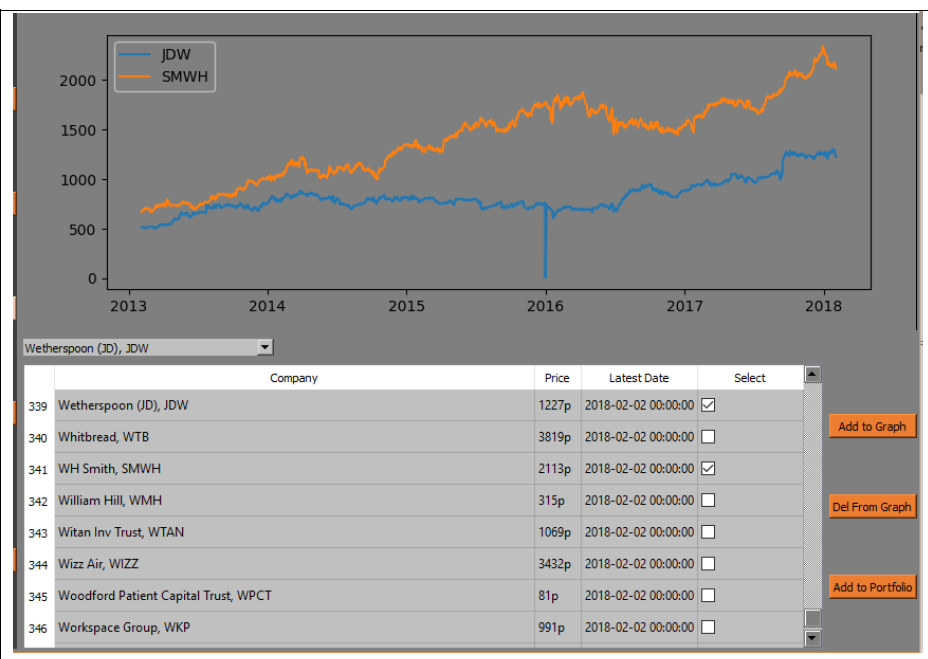 JDW
SMWH
2000
1500
1000
500
0
2013 2014 2015 2016 2017 2018
Wetherspoon (JD), JDW
Company Price Latest Date Select
339 Wetherspoon (JD), JDW 1227p 2018-02-02 00:00:00
340 Whitbread, WTB 3819p 2018-02-02 00:00:00
Add to Graph
341 WH Smith, SMWH 2113p 2018-02-02 00:00:00
342 William Hill, WMH 315p 2018-02-02 00:00:00
Del From Graph
343 Witan Inv Trust, WTAN 1069p 2018-02-02 00:00:00
344 Wizz Air, WIZZ 3432p 2018-02-02 00:00:00
Add to Portfolio
345 Woodford Patient Capital Trust, WPCT 81p 2018-02-02 00:00:00
346 Workspace Group, WKP 991p 2018-02-02 00:00:00